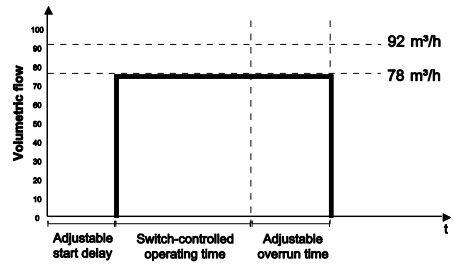 Volumetric flow
100
90
80
70
60
50
40
30
20
10
0
92 m³/h
78 m³/h
t
Adjustable
start delay
Switch-controlled
operating time
Adjustable
overrun time